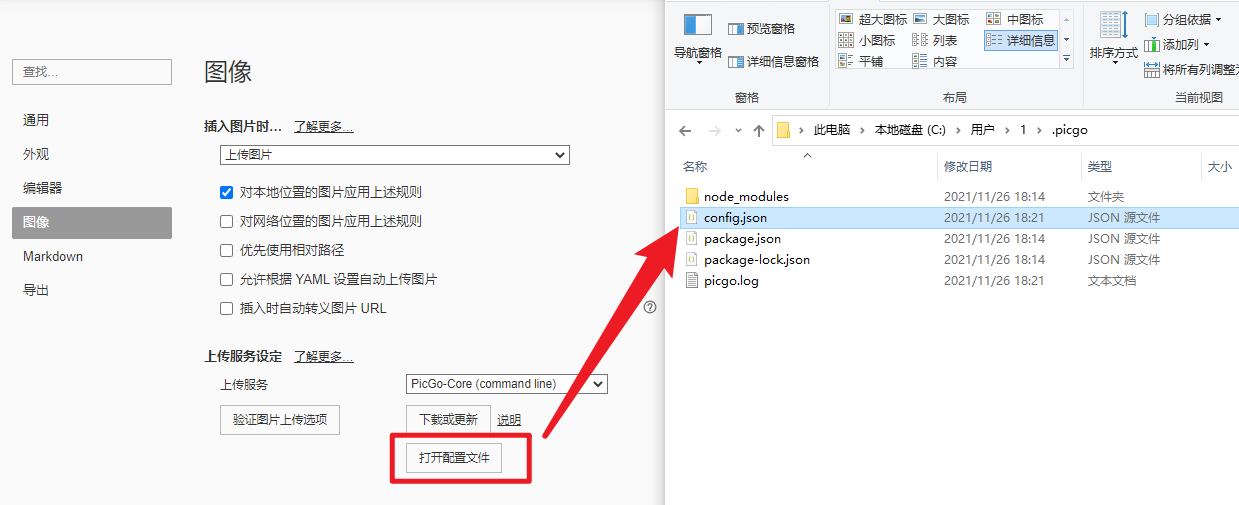 查找...
通用
外观
编辑器
图像
Markdown
导出
图像
插入图片时... 了解更多...
上传图片
对本地位置的图片应用上述规则
对网络位置的图片应用上述规则
优先使用相对路径
允许根据 YAML 设置自动上传图片
插入时自动转义图片 URL
上传服务设定 了解更多...
上传服务 PicGo-Core (command line)
验证图片上传选项 下载或更新 说明
打开配置文件
导航窗格
预览窗格
详细信息窗格
窗格
超大图标 大图标 中图标
小图标 列表 详细信息
平铺 内容
布局
排序方式
分组依据
添加列
将所有列调整为
当前视图
此电脑 本地磁盘 (C:) 用户 1 .picgo
名称 修改日期 类型 大小
node_modules 2021/11/26 18:14 文件夹
config.json 2021/11/26 18:21 JSON 源文件
package.json 2021/11/26 18:14 JSON 源文件
package-lock.json 2021/11/26 18:14 JSON 源文件
picgo.log 2021/11/26 18:21 文本文档